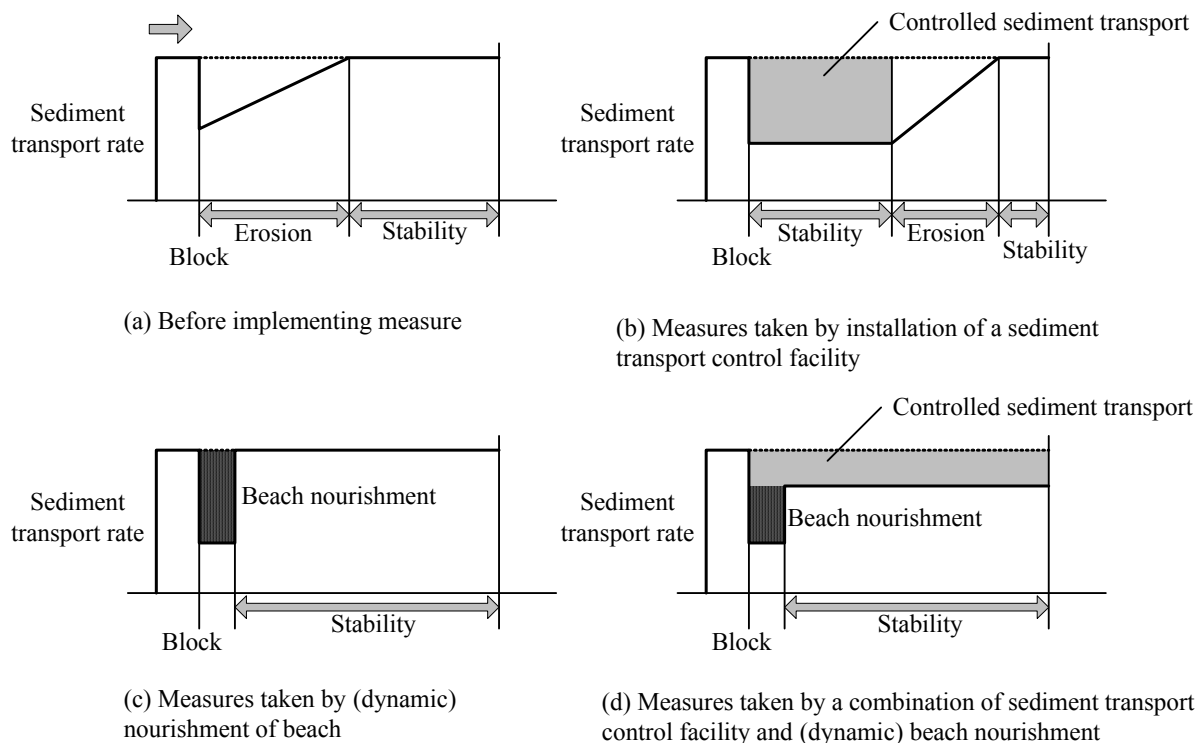 Sediment
transport rate
Erosion
Stability
Block
(a) Before implementing measure
Controlled sediment transport
Sediment
transport rate
Stability
Erosion
Stability
Block
(b) Measures taken by installation of a sediment
transport control facility
Sediment
transport rate
Beach nourishment
Stability
Block
(c) Measures taken by (dynamic)
nourishment of beach
Controlled sediment transport
Sediment
transport rate
Beach nourishment
Stability
Block
(d) Measures taken by a combination of sediment transport
control facility and (dynamic) beach nourishment